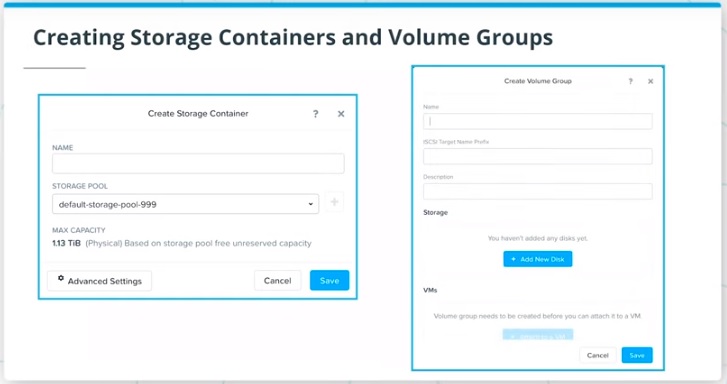 Creating Storage Containers and Volume Groups
Create Storage Container ? ×
NAME
STORAGE POOL
default-storage-pool-999
+
MAX CAPACITY
1.13 TiB (Physical) Based on storage pool free unreserved capacity
Advanced Settings Cancel Save
Create Volume Group ? ×
Name
iSCSI Target Name Prefix
Description
Storage
You haven't added any disks yet.
+ Add New Disk
VMs
Volume group needs to be created before you can attach it to a VM.
Cancel Save